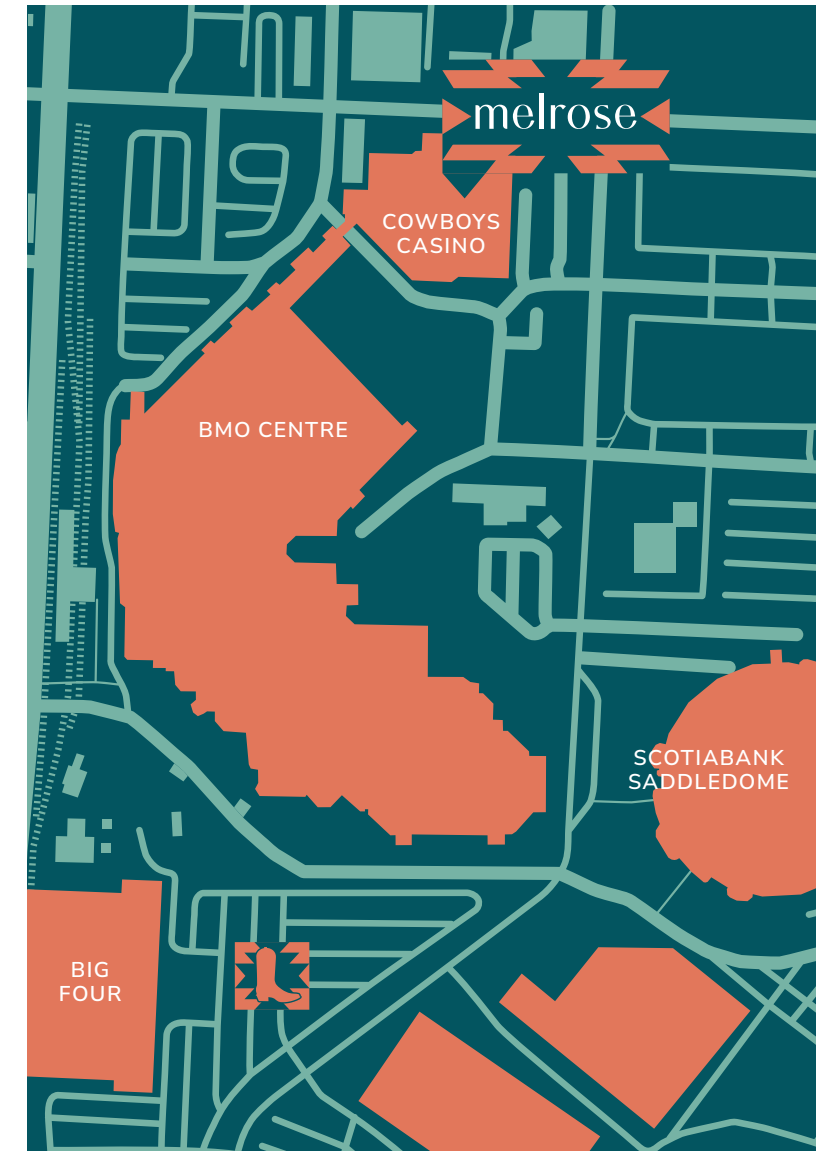 melrose
COWBOYS
CASINO
BMO CENTRE
SCOTIABANK
SADDLEDOME
BIG
FOUR